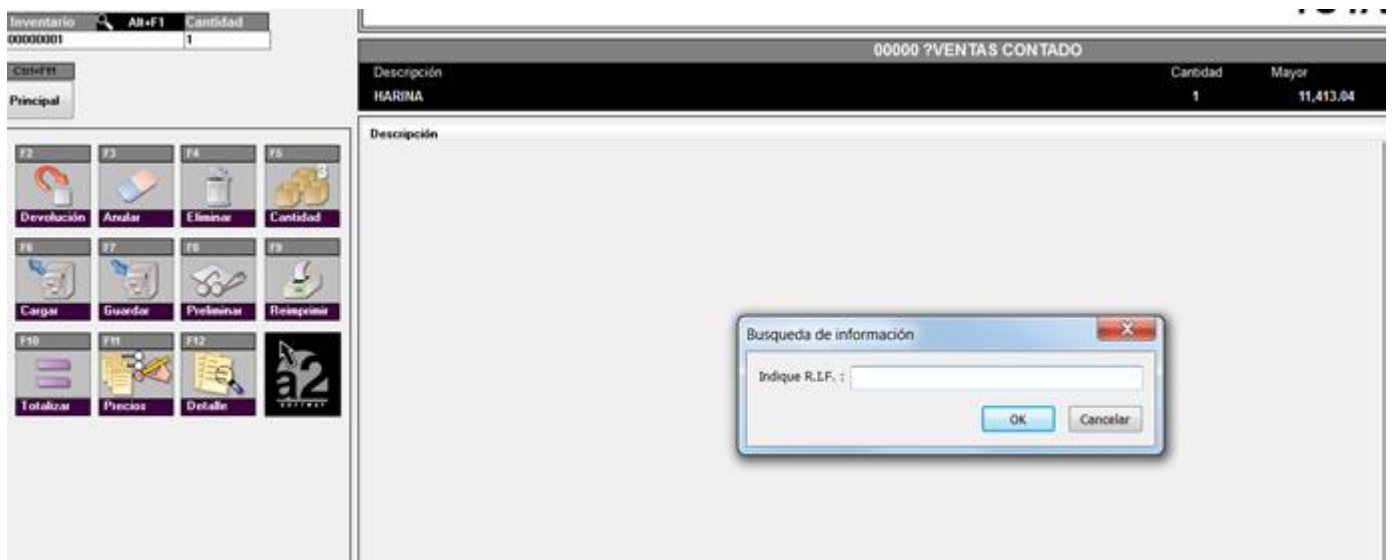 Inventario Alt+F1 Cantidad
00000001 1
Ctrl+F11
Principal
00000 ?VENTAS CONTADO
Descripción Cantidad Mayor
HARINA 1 11,413.04
Descripción
F2 F3 F4 F5
3
Devolución Anular Eliminar Cantidad
F6 F7 F8 F9
Cargar Guardar Preliminar Reimprimir
F10 F11 F12
a2
software
Totalizar Precios Detalle
Busqueda de información
Indique R.I.F. :
OK Cancelar